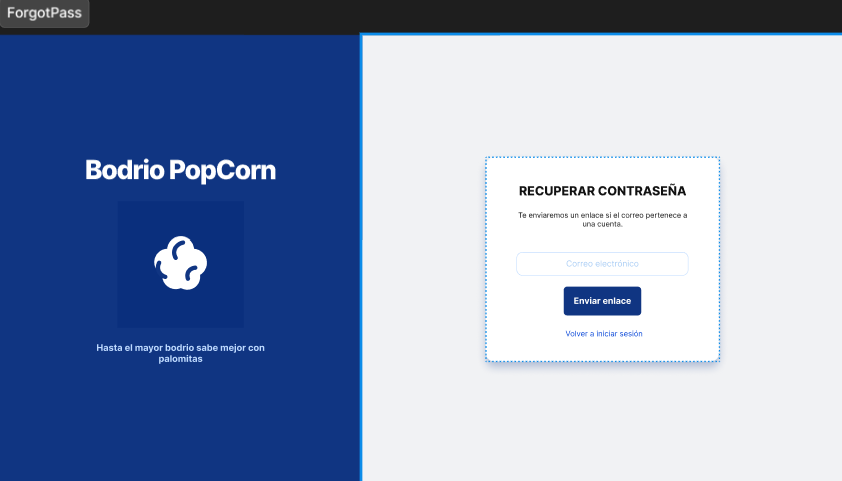 ForgotPass
Bodrio PopCorn
Hasta el mayor bodrio sabe mejor con
palomitas
RECUPERAR CONTRASEÑA
Te enviaremos un enlace si el correo pertenece a
una cuenta.
Correo electrónico
Enviar enlace
Volver a iniciar sesión